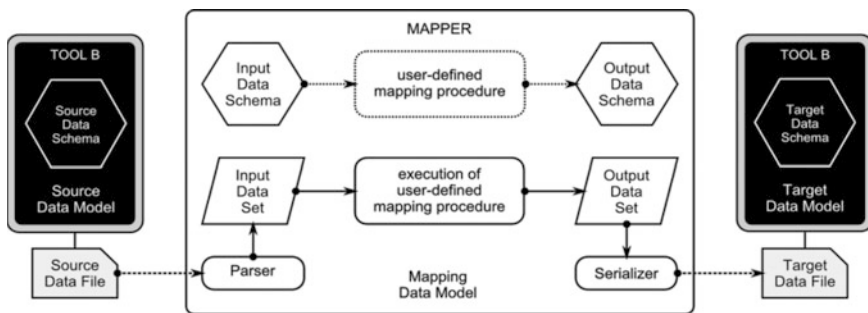 TOOL B
Source
Data
Schema
Source
Data Model
Source
Data File
MAPPER
Input
Data
Schema
user-defined
mapping procedure
Output
Data
Schema
Input
Data
Set
execution of
user-defined
mapping procedure
Output
Data
Set
Parser
Mapping
Data Model
Serializer
TOOL B
Target
Data
Schema
Target
Data Model
Target
Data File